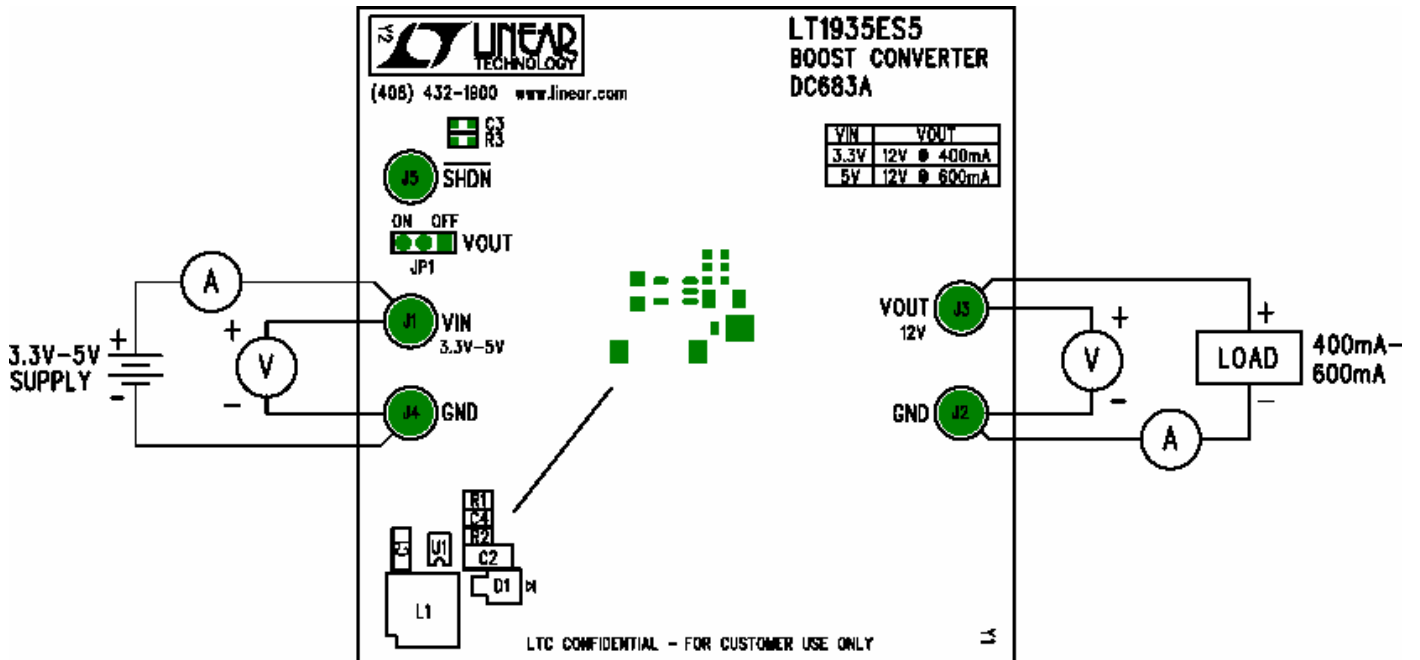 Y2
LINEAR
TECHNOLOGY
(408) 432-1800 www.linear.com
LT1935ES5
BOOST CONVERTER
DC683A
VIN VOUT
3.3V 12V @ 400mA
5V 12V @ 600mA
C3
R3
J5 SHDN
ON OFF
VOUT
JP1
A
+
V
-
3.3V-5V
SUPPLY
+
-
J1 VIN
3.3V-5V
J4 GND
VOUT J3
12V
GND J2
+
V
-
+
LOAD
-
400mA-
600mA
A
R1
C4
R2
C2
U1
D1
L1
LTC CONFIDENTIAL - FOR CUSTOMER USE ONLY
Y1